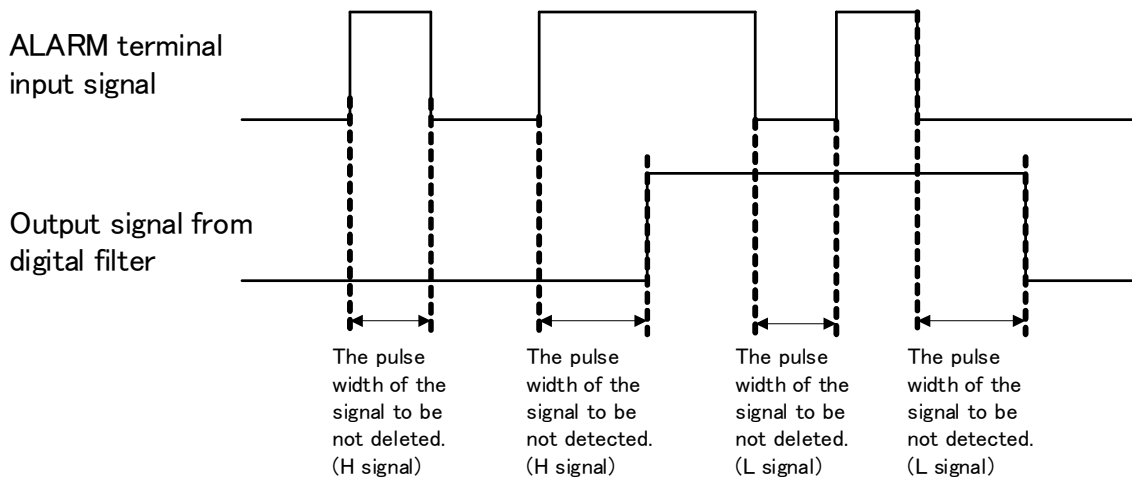 ALARM terminal
input signal
Output signal from
digital filter
The pulse
width of the
signal to be
not deleted.
(H signal)
The pulse
width of the
signal to be
not detected.
(H signal)
The pulse
width of the
signal to be
not deleted.
(L signal)
The pulse
width of the
signal to be
not detected.
(L signal)